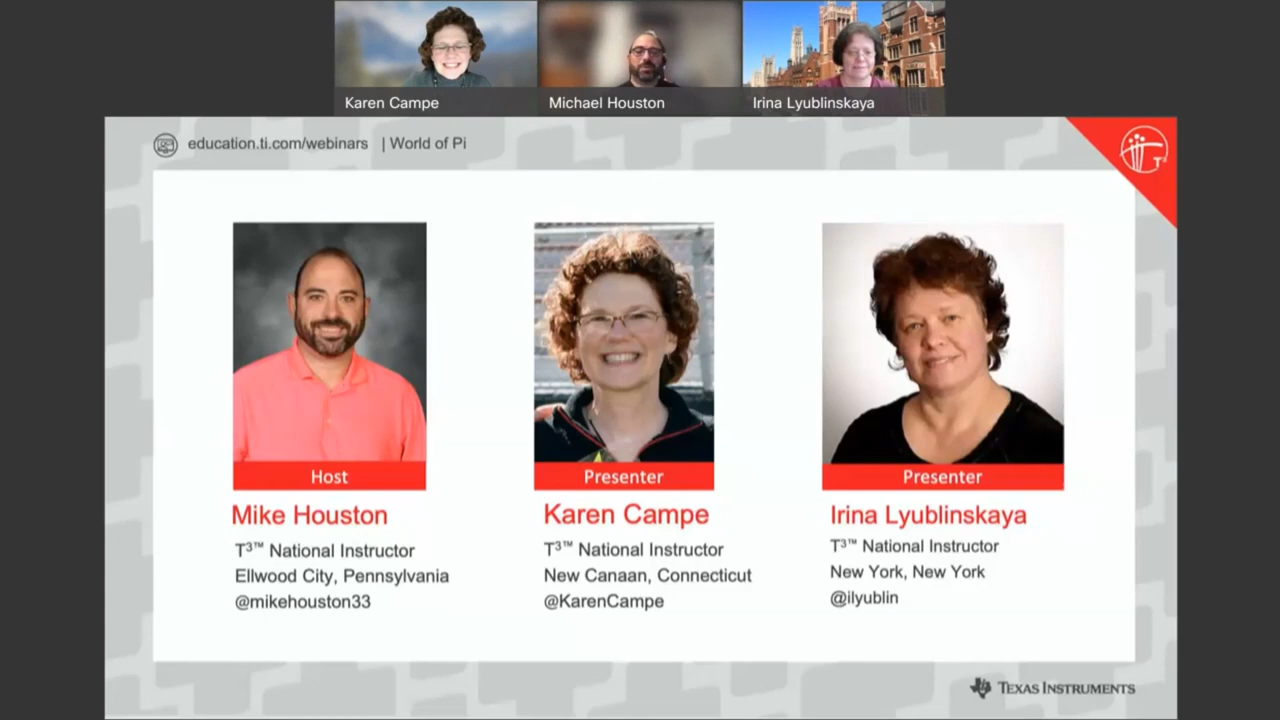 Karen Campe
Michael Houston
Irina Lyublinskaya
education.ti.com/webinars | World of Pi
T³
Host
Presenter
Presenter
Mike Houston
T³™ National Instructor
Ellwood City, Pennsylvania
@mikehouston33
Karen Campe
T³™ National Instructor
New Canaan, Connecticut
@KarenCampe
Irina Lyublinskaya
T³™ National Instructor
New York, New York
@ilyublin
TEXAS INSTRUMENTS